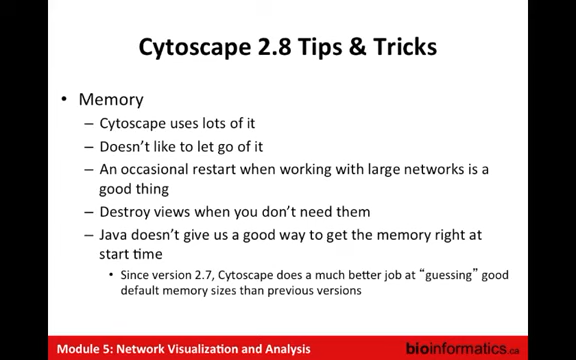 Cytoscape 2.8 Tips & Tricks
• Memory
– Cytoscape uses lots of it
– Doesn't like to let go of it
– An occasional restart when working with large networks is a
good thing
– Destroy views when you don't need them
– Java doesn't give us a good way to get the memory right at
start time
• Since version 2.7, Cytoscape does a much better job at "guessing" good
default memory sizes than previous versions
Module 5: Network Visualization and Analysis
bioinformatics.ca